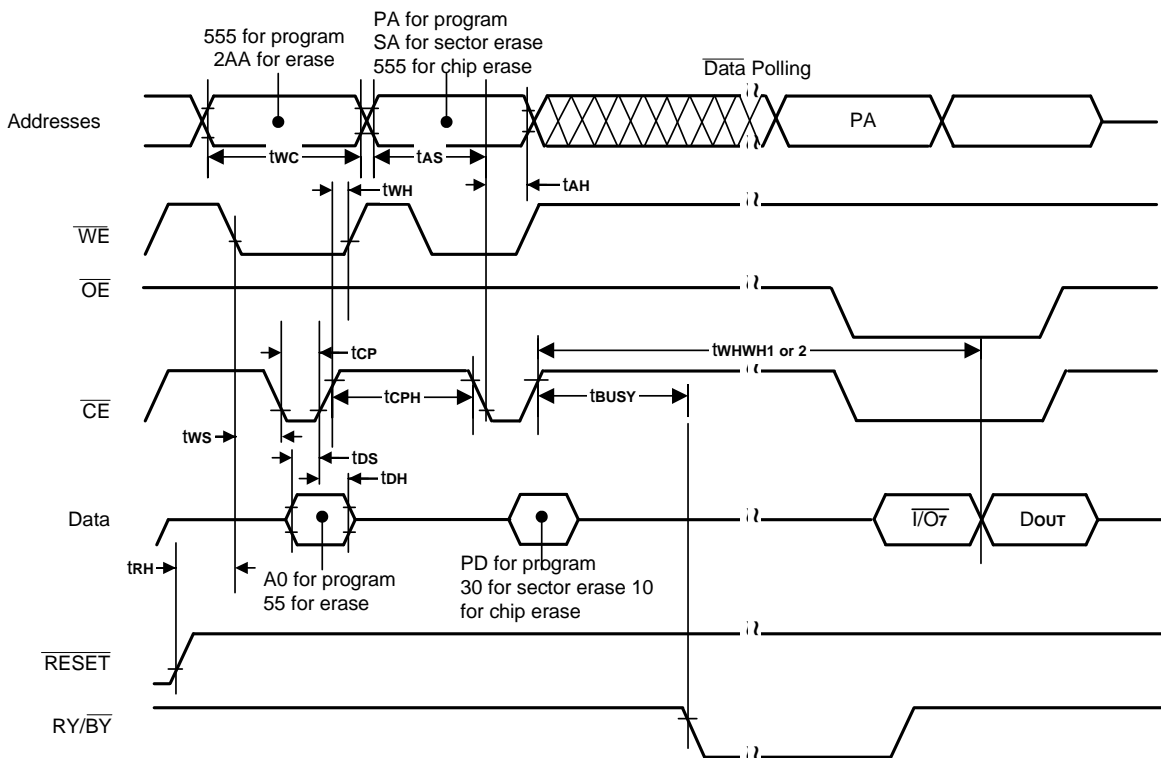 555 for program
2AA for erase
PA for program
SA for sector erase
555 for chip erase
Data Polling
Addresses
PA
tWC
tAS
tWH
tAH
WE
OE
tWHWH1 or 2
tCP
tCPH
tBUSY
CE
tWS
tDS
tDH
Data
I/O7
DOUT
tRH
A0 for program
55 for erase
PD for program
30 for sector erase 10
for chip erase
RESET
RY/BY